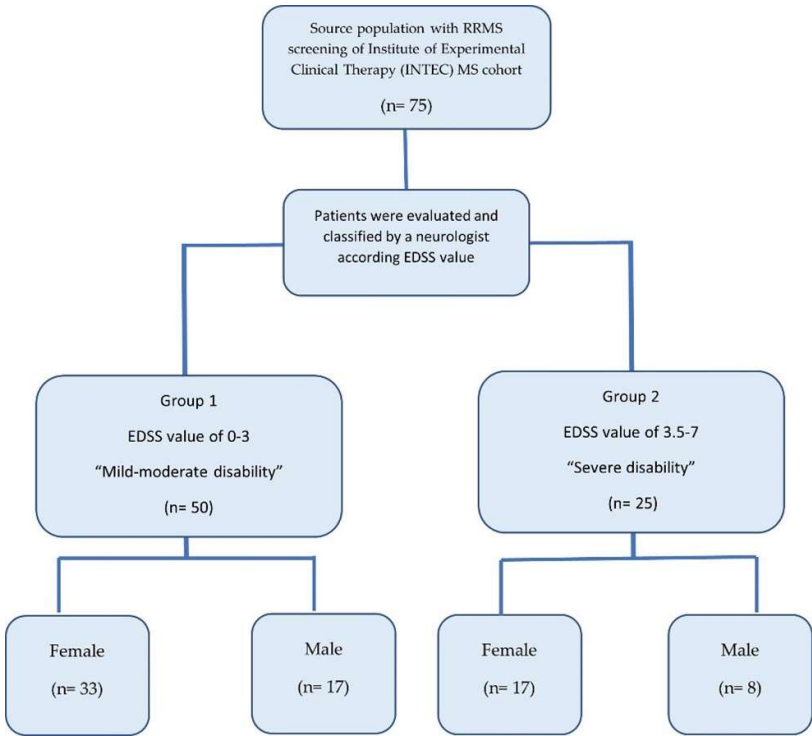 Source population with RRMS
screening of Institute of Experimental
Clinical Therapy (INTEC) MS cohort
(n= 75)
Patients were evaluated and
classified by a neurologist
according EDSS value
Group 1
EDSS value of 0-3
“Mild-moderate disability”
(n= 50)
Group 2
EDSS value of 3.5-7
“Severe disability”
(n= 25)
Female
(n= 33)
Male
(n= 17)
Female
(n= 17)
Male
(n= 8)